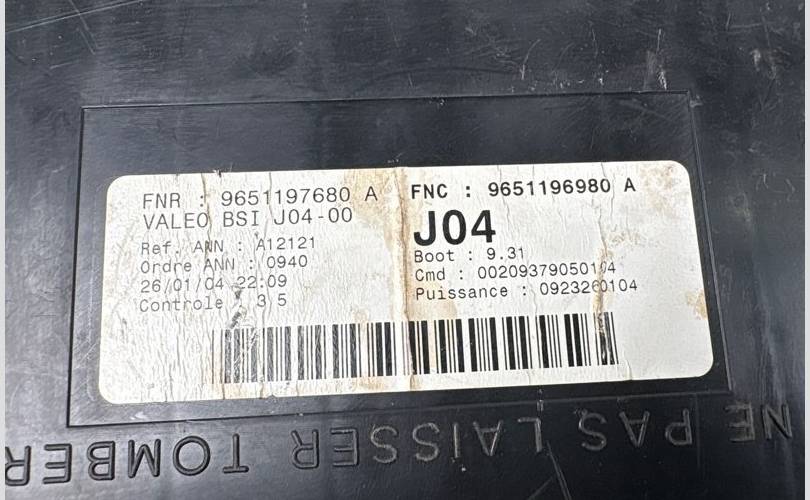 FNR : 9651197680 A
VALEO BSI J04-00
Ref. ANN : A12121
Ordre ANN : 0940
26/01/04 22:09
Controle : 3 5
FNC : 9651196980 A
J04
Boot : 9.31
Cmd : 00209379050104
Puissance : 0923260104
NE PAS LAISSER TOMBER